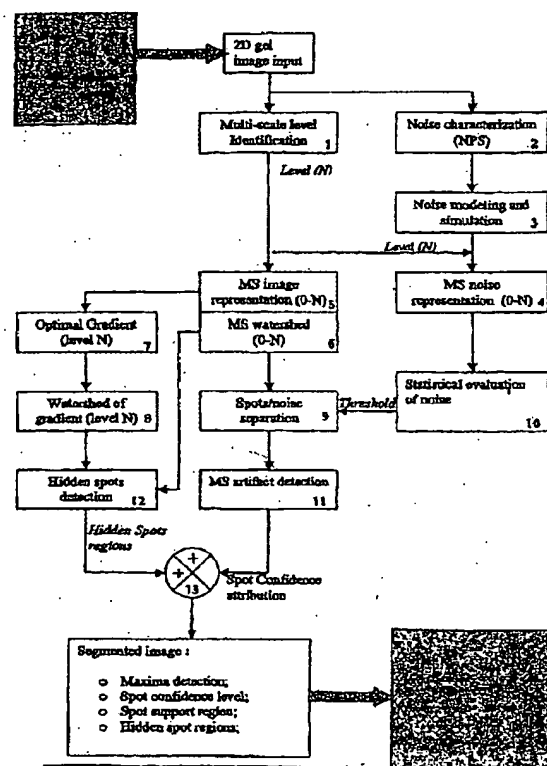 2D gel
image input
Multi-scale level
Identification
1
Noise characterization
(NPS)
2
Level (N)
Noise modeling and
simulation
3
Level (N)
MS image
representation (0-N)
5
MS noise
representation (0-N)
4
Optimal Gradient
(level N)
7
MS watershed
(0-N)
6
Watershed of
gradient (level N)
8
Spots/noise
separation
9
Threshold
Statistical evaluation
of noise
10
Hidden spots
detection
12
MS artifact detection
11
Hidden Spots
regions
+
+
13
Spot Confidence
attribution
Segmented image :
o Maxima detection;
o Spot confidence level;
o Spot support region;
o Hidden spot regions;